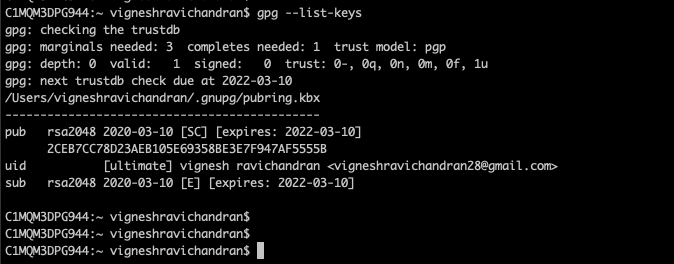 C1MQM3DPG944:~ vigneshravichandran$ gpg --list-keys
gpg: checking the trustdb
gpg: marginals needed: 3  completes needed: 1  trust model: pgp
gpg: depth: 0  valid:   1  signed:   0  trust: 0-, 0q, 0n, 0m, 0f, 1u
gpg: next trustdb check due at 2022-03-10
/Users/vigneshravichandran/.gnupg/pubring.kbx
---------------------------------------------
pub   rsa2048 2020-03-10 [SC] [expires: 2022-03-10]
      2CEB7CC78D23AEB105E69358BE3E7F947AF5555B
uid           [ultimate] vignesh ravichandran <vigneshravichandran28@gmail.com>
sub   rsa2048 2020-03-10 [E] [expires: 2022-03-10]

C1MQM3DPG944:~ vigneshravichandran$
C1MQM3DPG944:~ vigneshravichandran$
C1MQM3DPG944:~ vigneshravichandran$